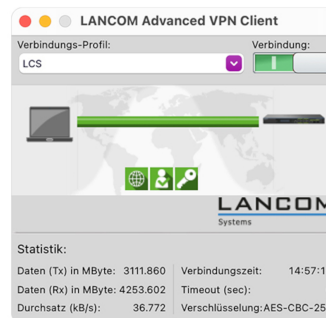 LANCOM Advanced VPN Client
Verbindungs-Profil: Verbindung:
LCS
LANCOM
Systems
Statistik:
Daten (Tx) in MByte: 3111.860 Verbindungszeit: 14:57:1
Daten (Rx) in MByte: 4253.602 Timeout (sec):
Durchsatz (kB/s): 36.772 Verschlüsselung: AES-CBC-25